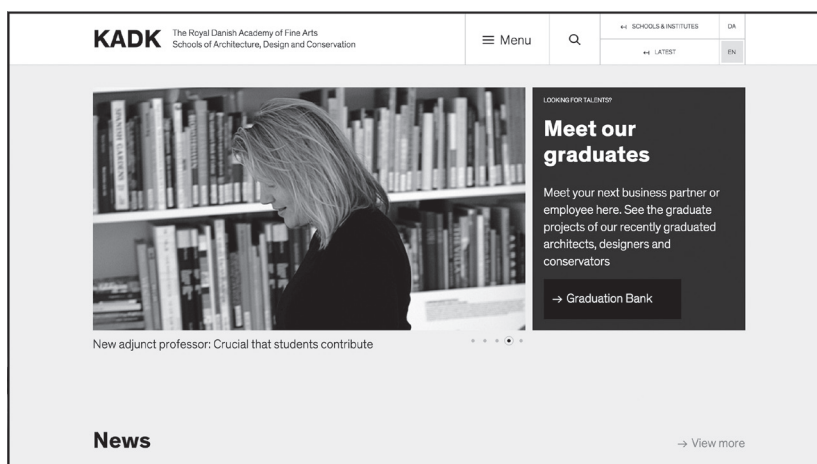 KADK
The Royal Danish Academy of Fine Arts
Schools of Architecture, Design and Conservation
Menu
SCHOOLS & INSTITUTES
DA
LATEST
EN
LOOKING FOR TALENTS?
Meet our
graduates
Meet your next business partner or
employee here. See the graduate
projects of our recently graduated
architects, designers and
conservators
→ Graduation Bank
New adjunct professor: Crucial that students contribute
News
→ View more